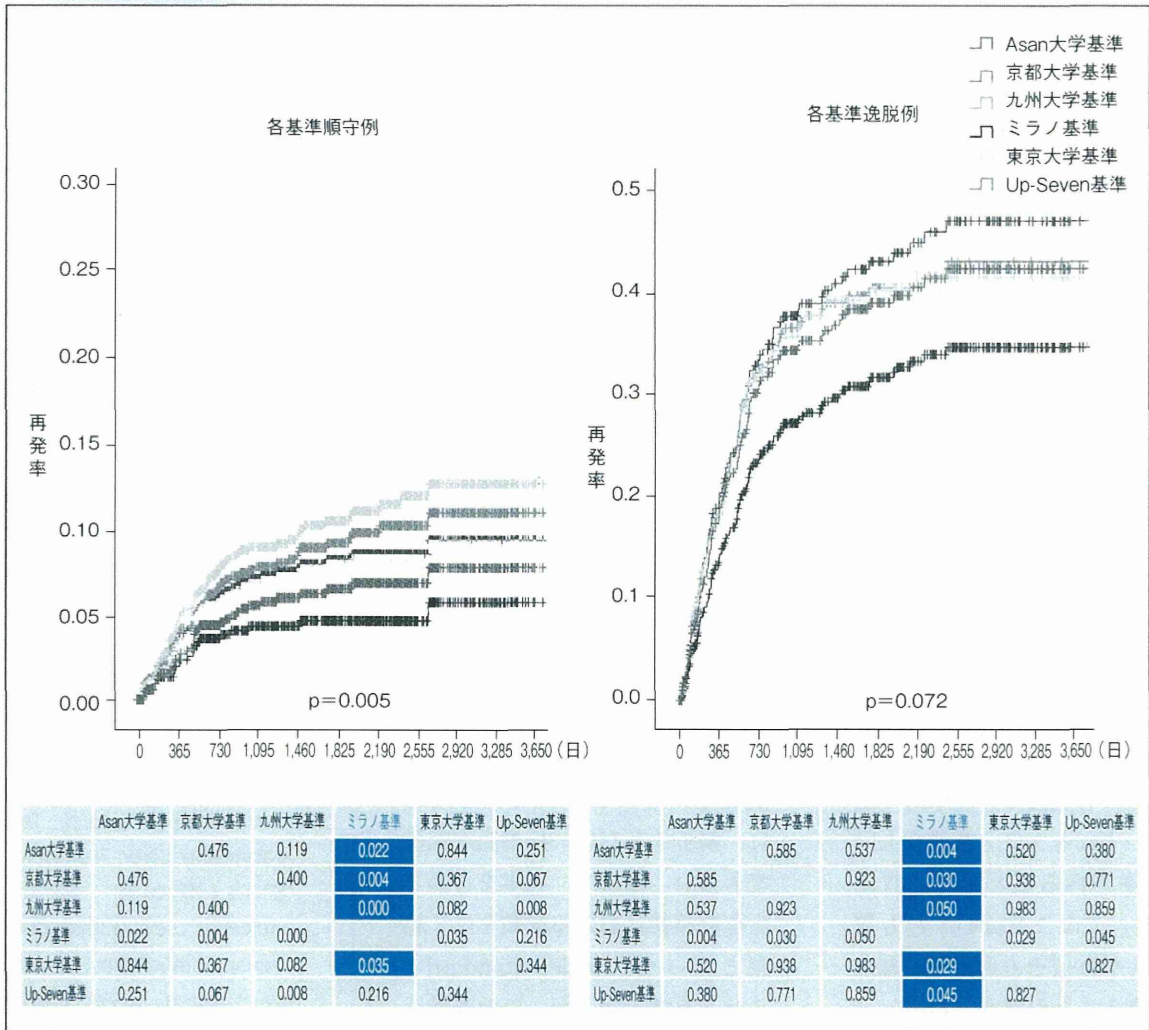 Asan大学基準
京都大学基準
九州大学基準
ミラノ基準
東京大学基準
Up-Seven基準
各基準順守例
各基準逸脱例
再発率
0.30
0.25
0.20
0.15
0.10
0.05
0.00
p=0.005
0 365 730 1,095 1,460 1,825 2,190 2,555 2,920 3,285 3,650 (日)
再発率
0.5
0.4
0.3
0.2
0.1
0.0
p=0.072
0 365 730 1,095 1,460 1,825 2,190 2,555 2,920 3,285 3,650 (日)
Asan大学基準 京都大学基準 九州大学基準 ミラノ基準 東京大学基準 Up-Seven基準
Asan大学基準 0.476 0.119 0.022 0.844 0.251
京都大学基準 0.476 0.400 0.004 0.367 0.067
九州大学基準 0.119 0.400 0.000 0.082 0.008
ミラノ基準 0.022 0.004 0.000 0.035 0.216
東京大学基準 0.844 0.367 0.082 0.035 0.344
Up-Seven基準 0.251 0.067 0.008 0.216 0.344
Asan大学基準 京都大学基準 九州大学基準 ミラノ基準 東京大学基準 Up-Seven基準
Asan大学基準 0.585 0.537 0.004 0.520 0.380
京都大学基準 0.585 0.923 0.030 0.938 0.771
九州大学基準 0.537 0.923 0.050 0.983 0.859
ミラノ基準 0.004 0.030 0.050 0.029 0.045
東京大学基準 0.520 0.938 0.983 0.029 0.827
Up-Seven基準 0.380 0.771 0.859 0.045 0.827